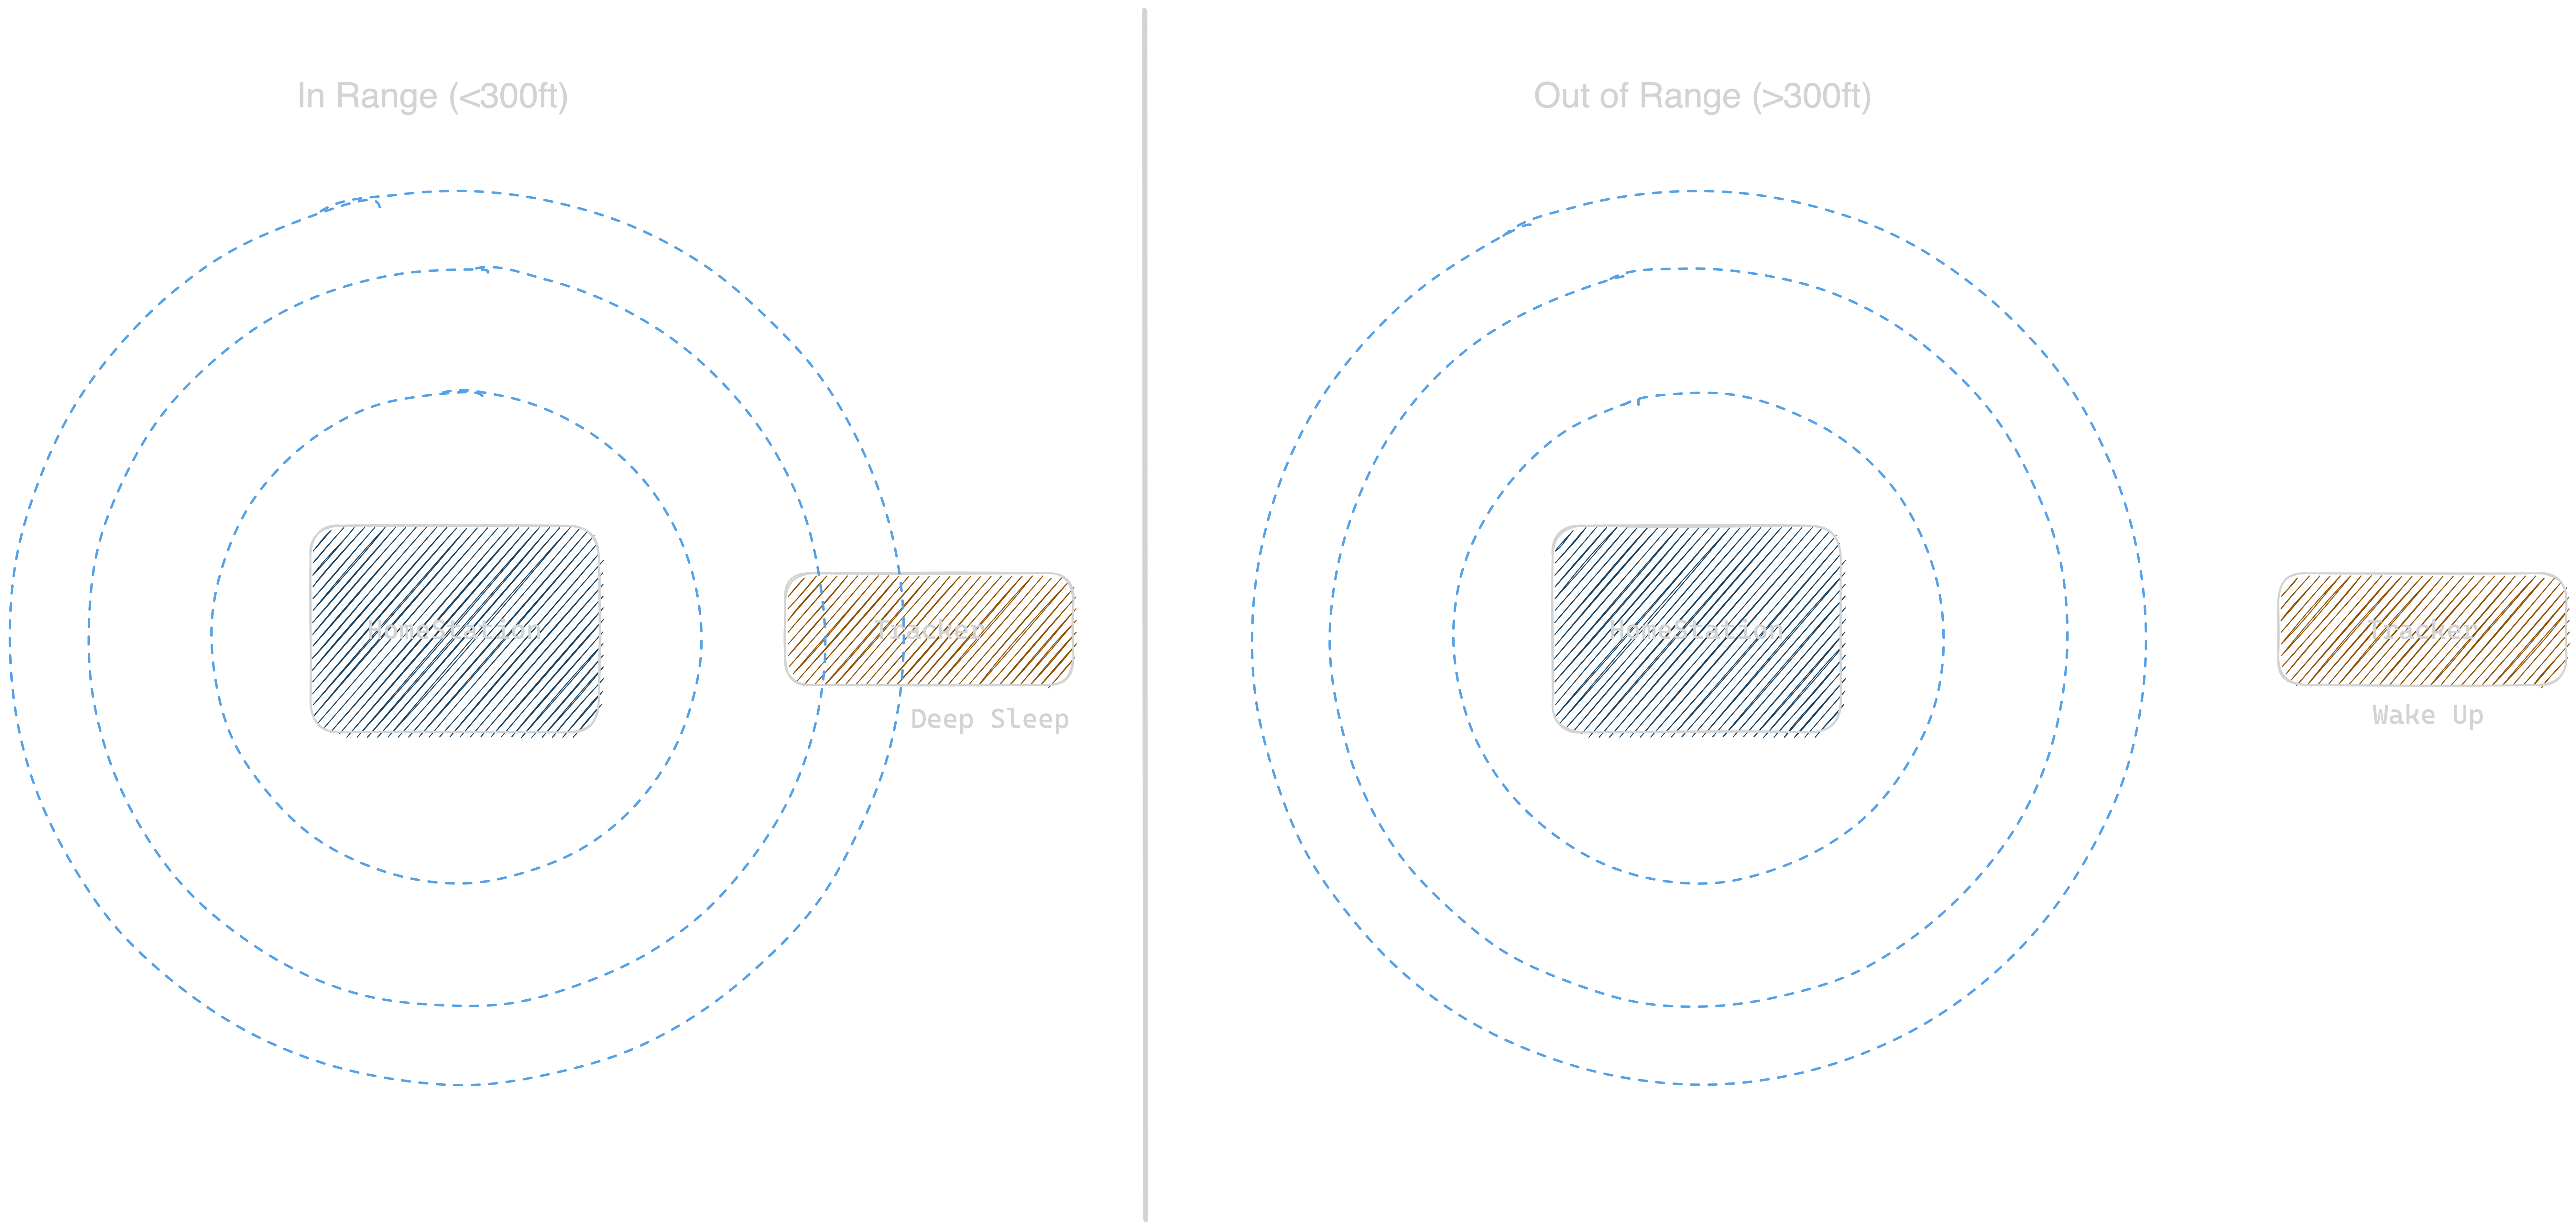 In Range (<300ft)
HomeStation
Tracker
Deep Sleep
Out of Range (>300ft)
HomeStation
Tracker
Wake Up